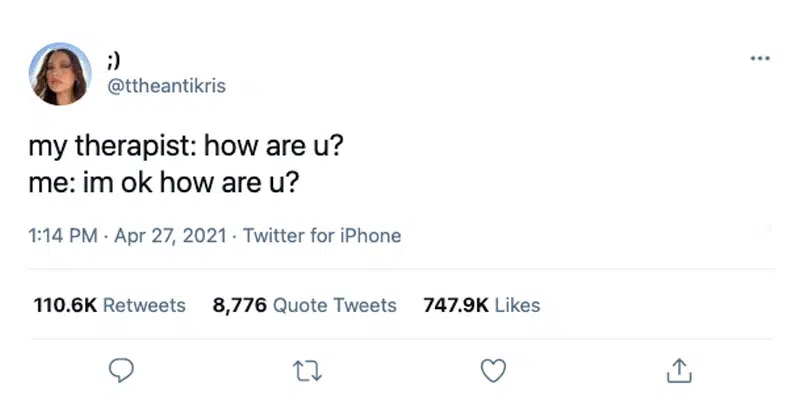 ;)
@ttheantikris
my therapist: how are u?
me: im ok how are u?
1:14 PM · Apr 27, 2021 · Twitter for iPhone
110.6K Retweets 8,776 Quote Tweets 747.9K Likes